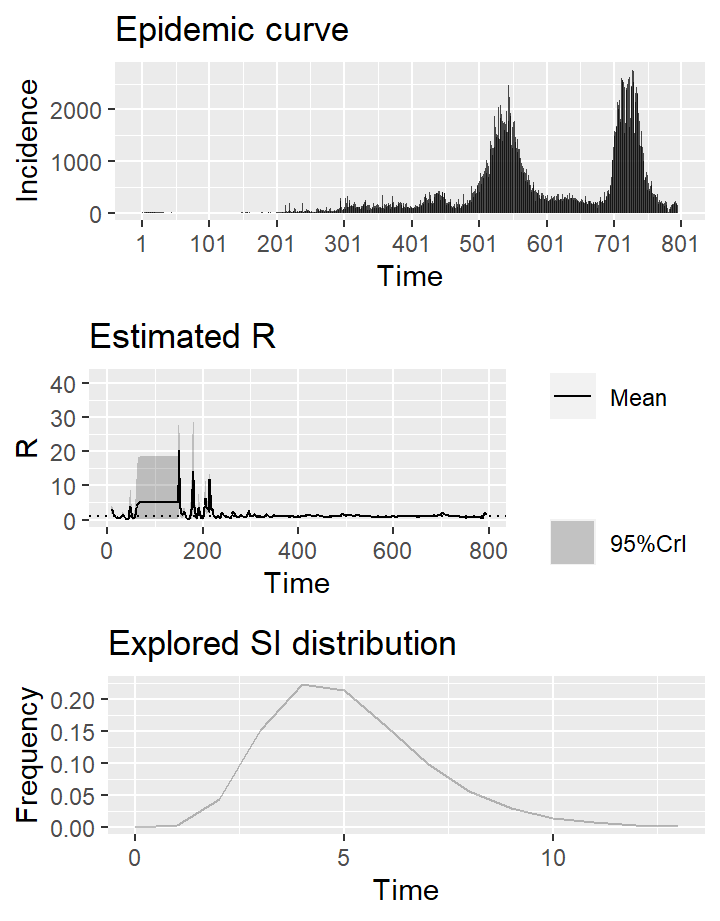 Epidemic curve
Incidence
2000
1000
0
1 101 201 301 401 501 601 701 801
Time
Estimated R
R
40
30
20
10
0
0 200 400 600 800
Time
Mean
95%CrI
Explored SI distribution
Frequency
0.20
0.15
0.10
0.05
0.00
0 5 10
Time